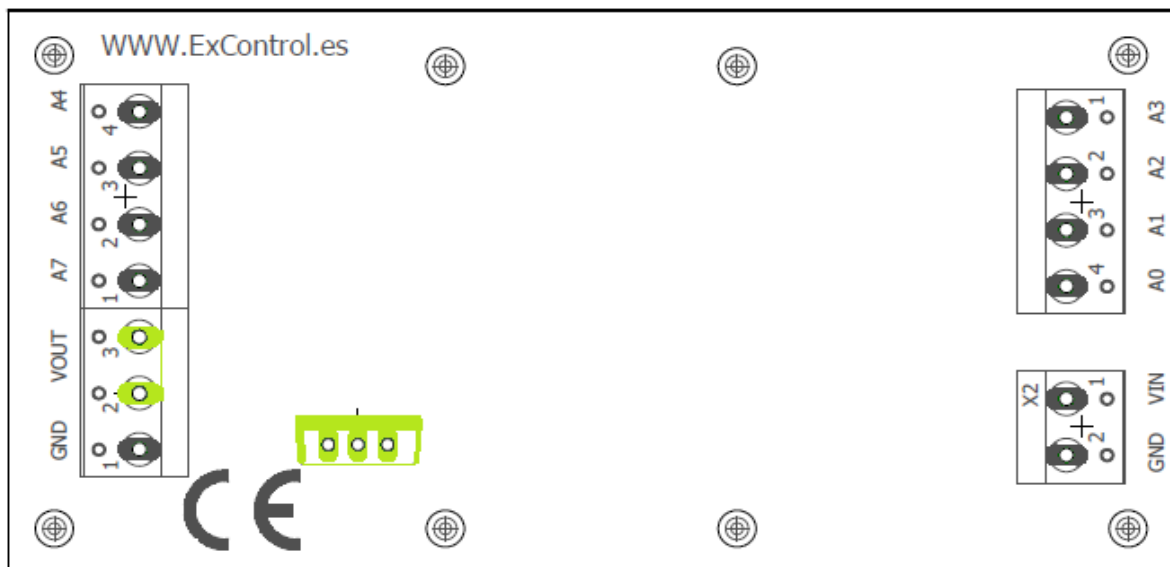 WWW.ExControl.es
A4
4
A5
3
A6
2
A7
1
VOUT
3
2
GND
1
CE
1
A3
2
A2
3
A1
4
A0
X2
1
VIN
2
GND